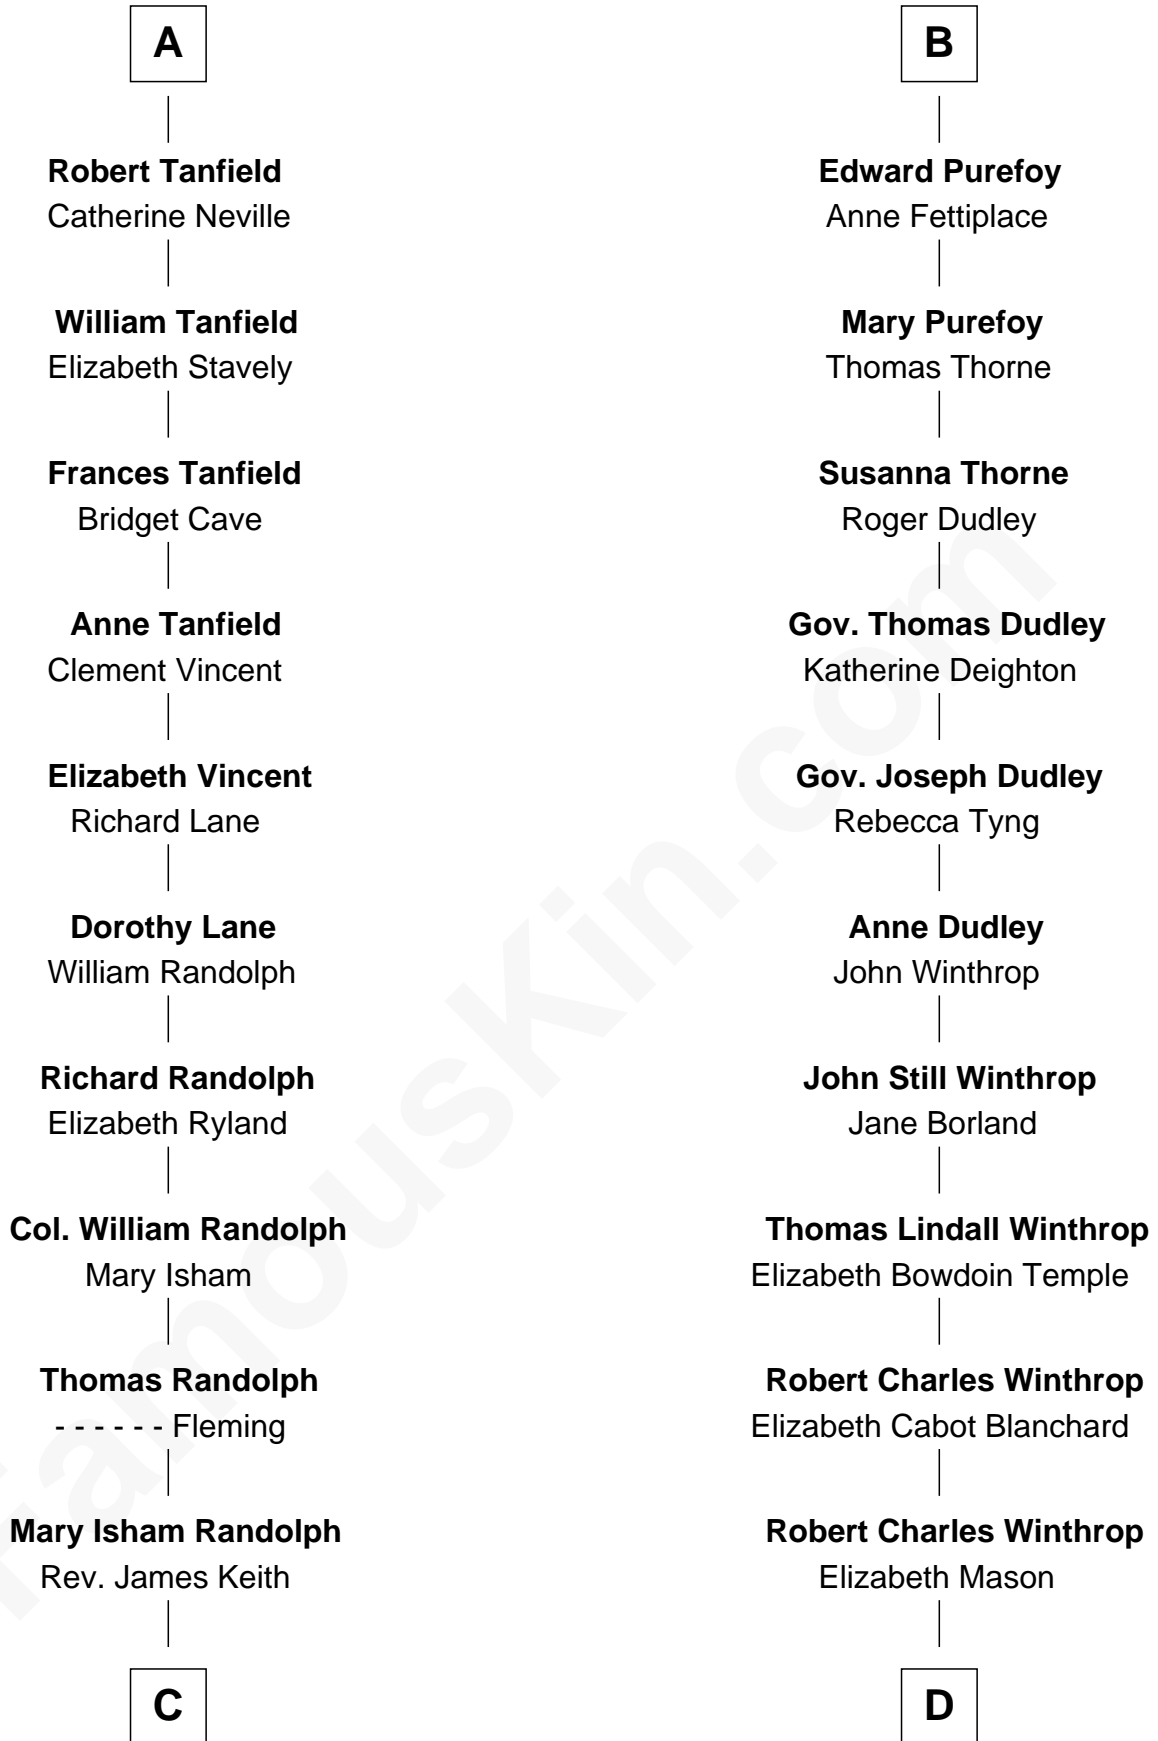 A
Robert Tanfield
Catherine Neville
William Tanfield
Elizabeth Stavely
Frances Tanfield
Bridget Cave
Anne Tanfield
Clement Vincent
Elizabeth Vincent
Richard Lane
Dorothy Lane
William Randolph
Richard Randolph
Elizabeth Ryland
Col. William Randolph
Mary Isham
Thomas Randolph
- - - - - - Fleming
Mary Isham Randolph
Rev. James Keith
C
B
Edward Purefoy
Anne Fettiplace
Mary Purefoy
Thomas Thorne
Susanna Thorne
Roger Dudley
Gov. Thomas Dudley
Katherine Deighton
Gov. Joseph Dudley
Rebecca Tyng
Anne Dudley
John Winthrop
John Still Winthrop
Jane Borland
Thomas Lindall Winthrop
Elizabeth Bowdoin Temple
Robert Charles Winthrop
Elizabeth Cabot Blanchard
Robert Charles Winthrop
Elizabeth Mason
D
FamousKin.com